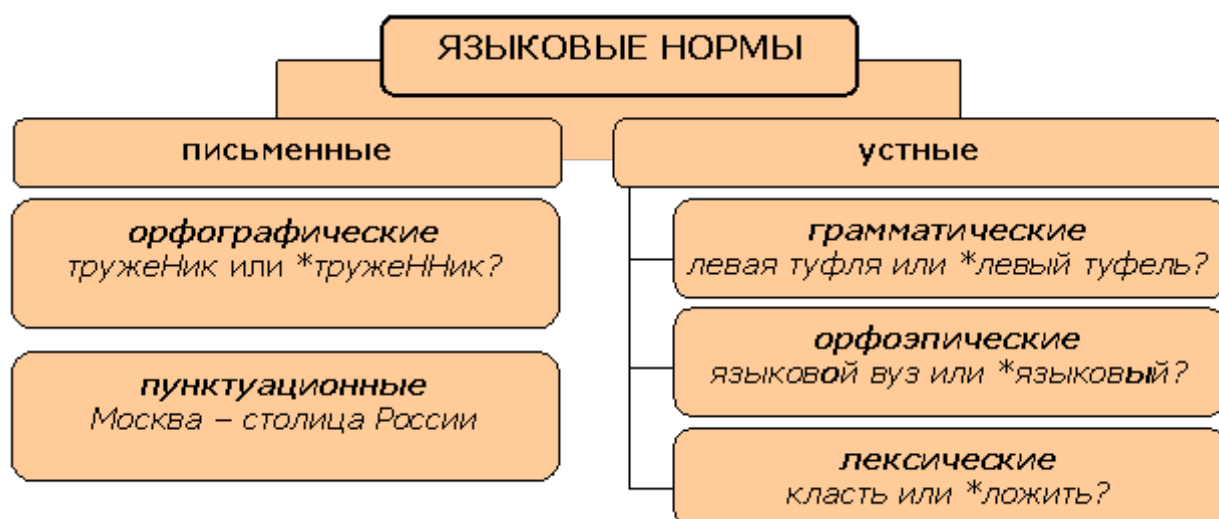 ЯЗЫКОВЫЕ НОРМЫ
письменные
орфографические
тружеНик или *тружеННик?
пунктуационные
Москва – столица России
устные
грамматические
левая туфля или *левый туфель?
орфоэпические
языковой вуз или *языковый?
лексические
класть или *ложить?